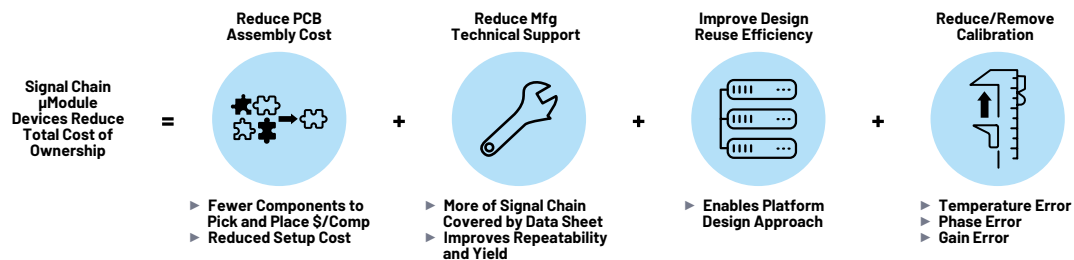 Signal Chain
µModule
Devices Reduce
Total Cost of
Ownership
=
Reduce PCB
Assembly Cost
► Fewer Components to
Pick and Place $/Comp
► Reduced Setup Cost
+
Reduce Mfg
Technical Support
► More of Signal Chain
Covered by Data Sheet
► Improves Repeatability
and Yield
+
Improve Design
Reuse Efficiency
► Enables Platform
Design Approach
+
Reduce/Remove
Calibration
► Temperature Error
► Phase Error
► Gain Error